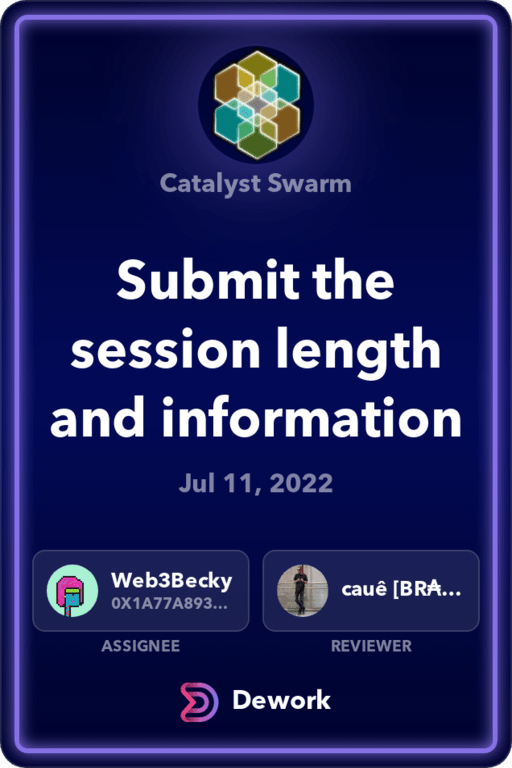 Catalyst Swarm
Submit the
session length
and information
Jul 11, 2022
Web3Becky
0X1A77A893...
cauê [BR₳...
ASSIGNEE
REVIEWER
Dework